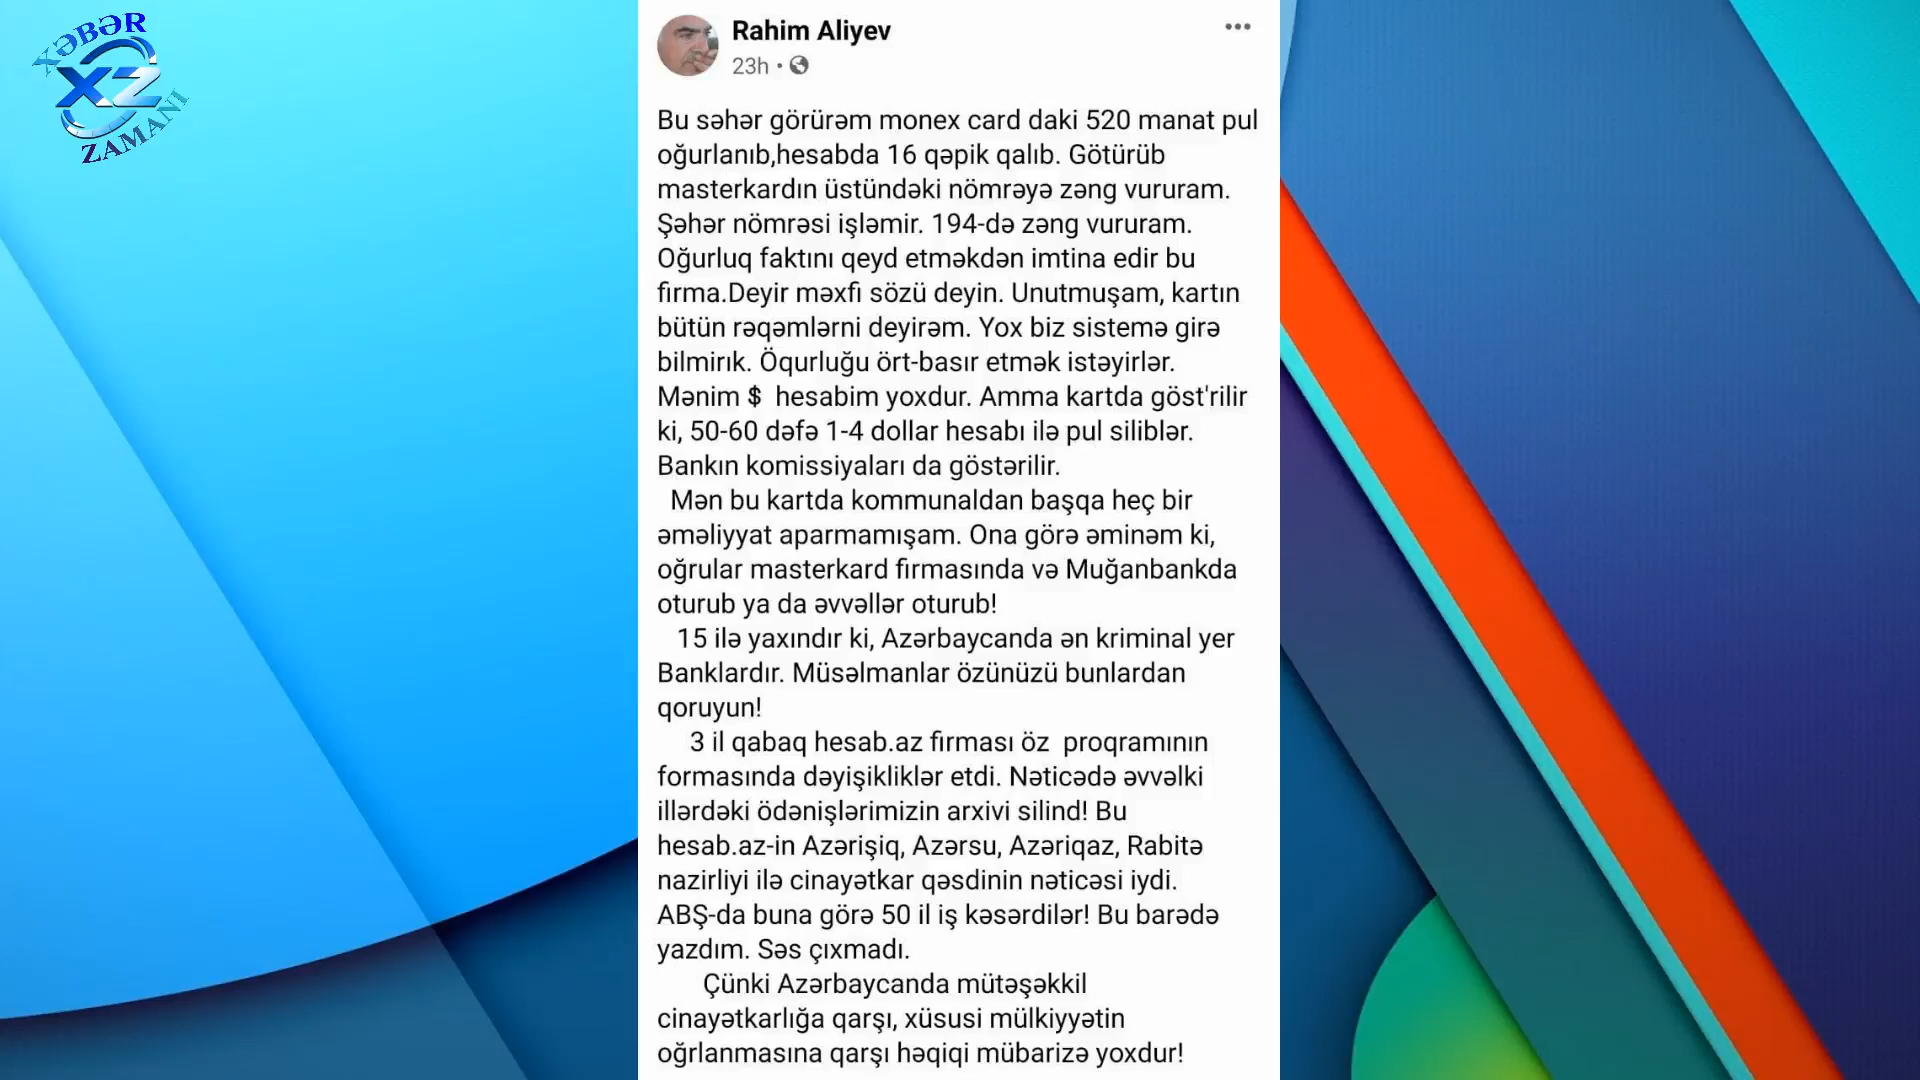 XƏBƏR
XZ
ZAMANI
Rahim Aliyev
23h •
Bu səhər görürəm monex card daki 520 manat pul
oğurlanıb,hesabda 16 qəpik qalıb. Götürüb
masterkardın üstündəki nömrəyə zəng vururam.
Şəhər nömrəsi işləmir. 194-də zəng vururam.
Oğurluq faktını qeyd etməkdən imtina edir bu
firma.Deyir məxfi sözü deyin. Unutmuşam, kartın
bütün rəqəmlərni deyirəm. Yox biz sistemə girə
bilmirık. Öqurluğu ört-basır etmək istəyirlər.
Mənim $ hesabim yoxdur. Amma kartda göst'rilir
ki, 50-60 dəfə 1-4 dollar hesabı ilə pul siliblər.
Bankın komissiyaları da göstərilir.
Mən bu kartda kommunaldan başqa heç bir
əməliyyat aparmamışam. Ona görə əminəm ki,
oğrular masterkard firmasında və Muğanbankda
oturub ya da əvvəllər oturub!
15 ilə yaxındır ki, Azərbaycanda ən kriminal yer
Banklardır. Müsəlmanlar özünüzü bunlardan
qoruyun!
3 il qabaq hesab.az firması öz proqramının
formasında dəyişikliklər etdi. Nəticədə əvvəlki
illərdəki ödənişlərimizin arxivi silind! Bu
hesab.az-in Azərişiq, Azərsu, Azəriqaz, Rabitə
nazirliyi ilə cinayətkar qəsdinin nəticəsi iydi.
ABŞ-da buna görə 50 il iş kəsərdilər! Bu barədə
yazdım. Səs çıxmadı.
Çünki Azərbaycanda mütəşəkkil
cinayətkarlığa qarşı, xüsusi mülkiyyətin
oğrlanmasına qarşı həqiqi mübarizə yoxdur!